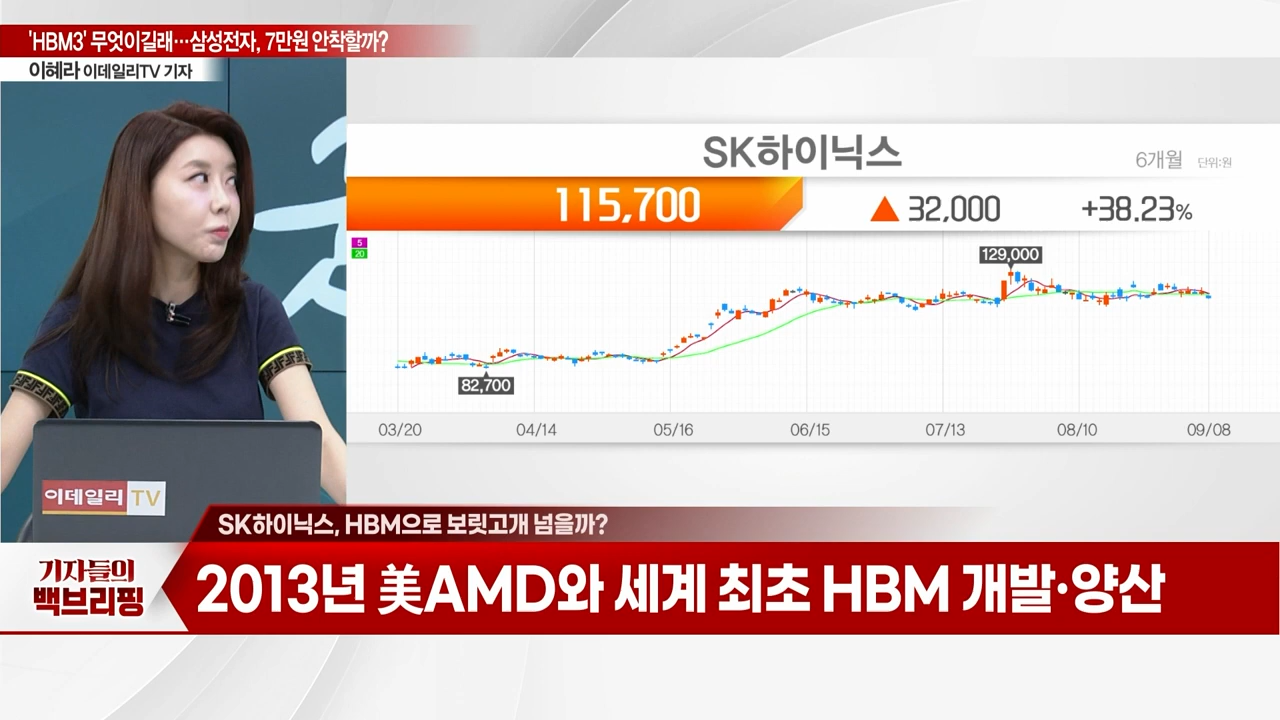 'HBM3' 무엇이길래…삼성전자, 7만원 안착할까?
이혜라 이데일리TV 기자
SK하이닉스
6개월 단위:원
115,700 ▲ 32,000 +38.23%
5
20
129,000
82,700
03/20 04/14 05/16 06/15 07/13 08/10 09/08
이데일리 TV
SK하이닉스, HBM으로 보릿고개 넘을까?
기자들의
백브리핑
2013년 美AMD와 세계 최초 HBM 개발·양산